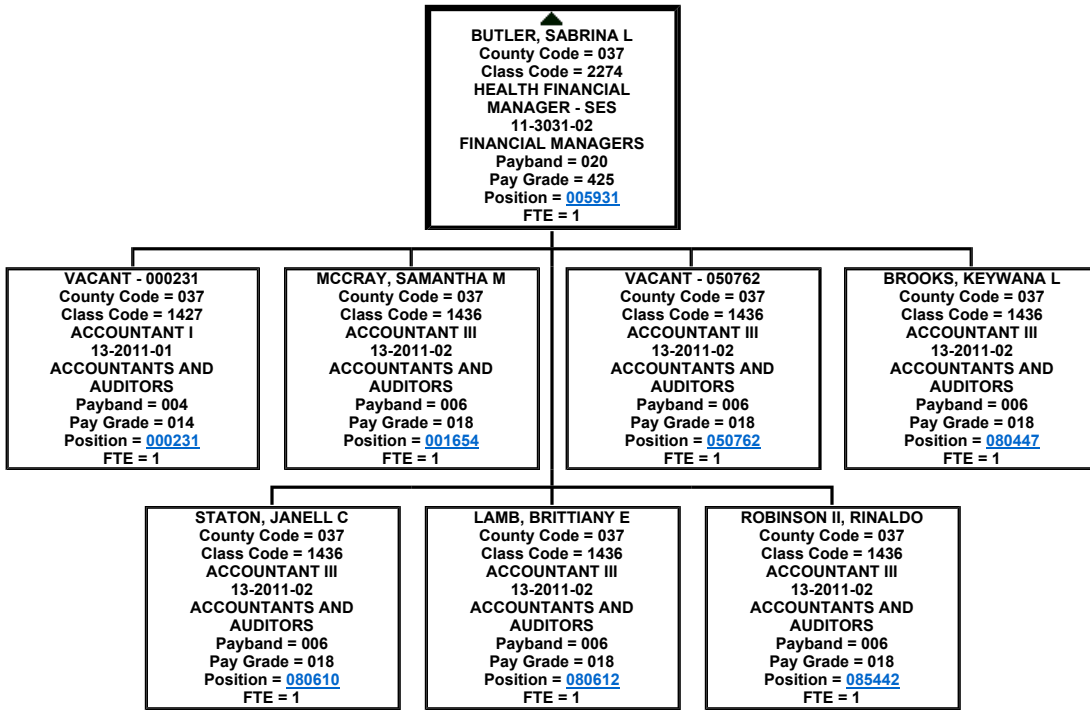 BUTLER, SABRINA L
County Code = 037
Class Code = 2274
HEALTH FINANCIAL
MANAGER - SES
11-3031-02
FINANCIAL MANAGERS
Payband = 020
Pay Grade = 425
Position = 005931
FTE = 1
VACANT - 000231
County Code = 037
Class Code = 1427
ACCOUNTANT I
13-2011-01
ACCOUNTANTS AND
AUDITORS
Payband = 004
Pay Grade = 014
Position = 000231
FTE = 1
MCCRAY, SAMANTHA M
County Code = 037
Class Code = 1436
ACCOUNTANT III
13-2011-02
ACCOUNTANTS AND
AUDITORS
Payband = 006
Pay Grade = 018
Position = 001654
FTE = 1
VACANT - 050762
County Code = 037
Class Code = 1436
ACCOUNTANT III
13-2011-02
ACCOUNTANTS AND
AUDITORS
Payband = 006
Pay Grade = 018
Position = 050762
FTE = 1
BROOKS, KEYWANA L
County Code = 037
Class Code = 1436
ACCOUNTANT III
13-2011-02
ACCOUNTANTS AND
AUDITORS
Payband = 006
Pay Grade = 018
Position = 080447
FTE = 1
STATON, JANELL C
County Code = 037
Class Code = 1436
ACCOUNTANT III
13-2011-02
ACCOUNTANTS AND
AUDITORS
Payband = 006
Pay Grade = 018
Position = 080610
FTE = 1
LAMB, BRITTIANY E
County Code = 037
Class Code = 1436
ACCOUNTANT III
13-2011-02
ACCOUNTANTS AND
AUDITORS
Payband = 006
Pay Grade = 018
Position = 080612
FTE = 1
ROBINSON II, RINALDO
County Code = 037
Class Code = 1436
ACCOUNTANT III
13-2011-02
ACCOUNTANTS AND
AUDITORS
Payband = 006
Pay Grade = 018
Position = 085442
FTE = 1